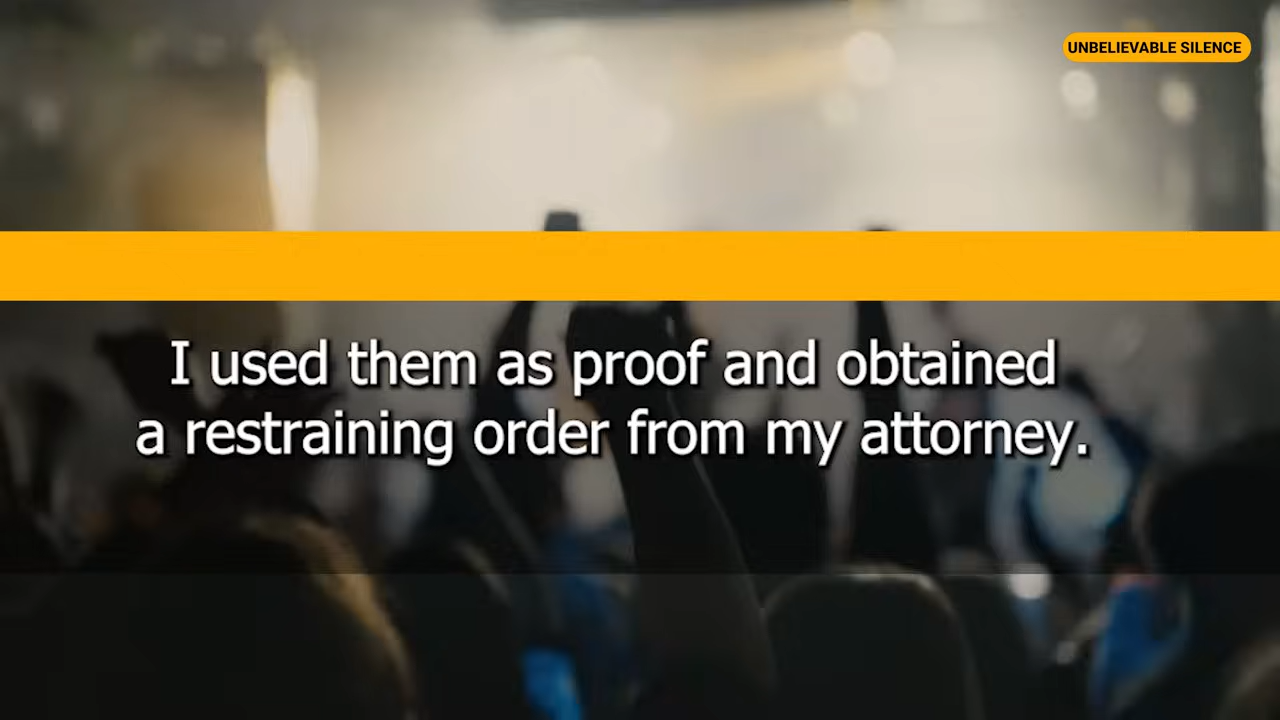 UNBELIEVABLE SILENCE
I used them as proof and obtained
a restraining order from my attorney.